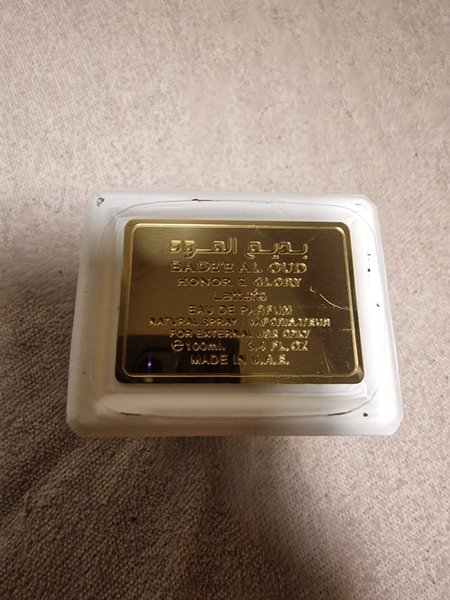 بديع العود
BADE'E AL OUD
HONOR & GLORY
Lattafa
EAU DE PARFUM
NATURAL SPRAY · VAPORISATEUR
FOR EXTERNAL USE ONLY
℮100ml. 3.4 FL.OZ
MADE IN U.A.E.